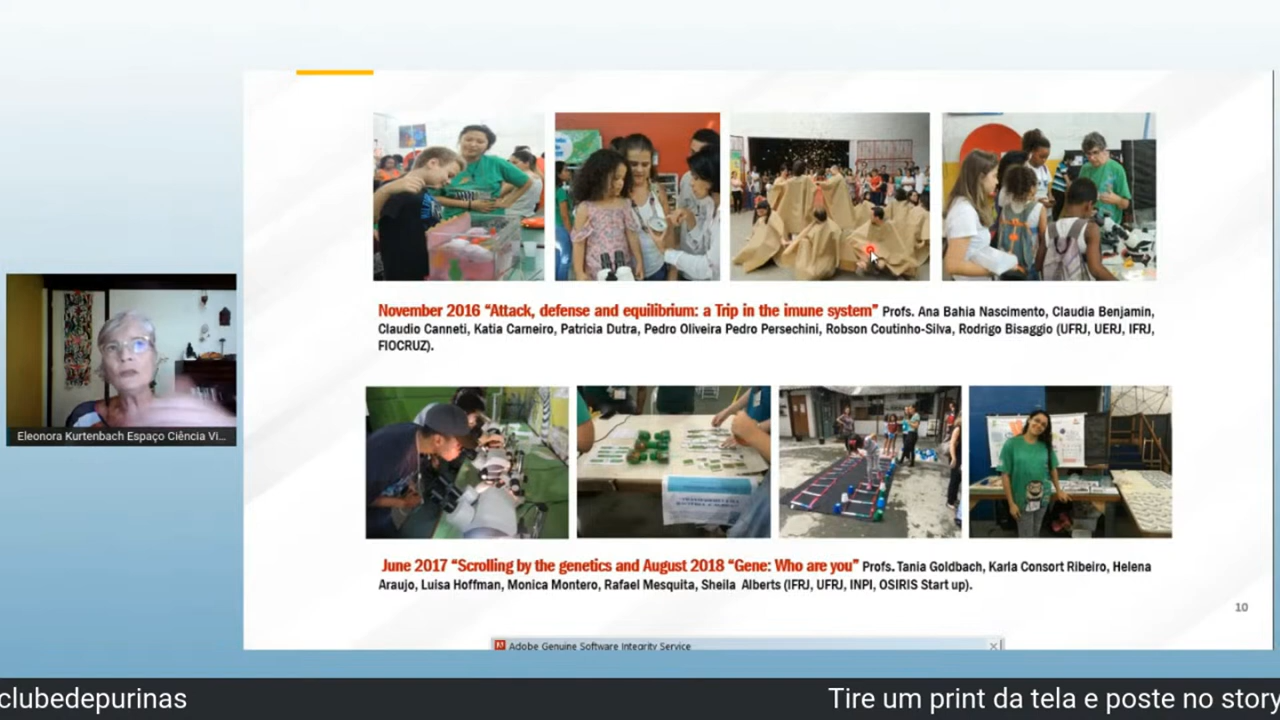 November 2016 “Attack, defense and equilibrium: a Trip in the imune system” Profs. Ana Bahia Nascimento, Claudia Benjamin,
Claudio Canneti, Katia Carneiro, Patricia Dutra, Pedro Oliveira Pedro Persechini, Robson Coutinho-Silva, Rodrigo Bisaggio (UFRJ, UERJ, IFRJ,
FIOCRUZ).
Eleonora Kurtenbach Espaço Ciência Vi...
June 2017 “Scrolling by the genetics and August 2018 “Gene: Who are you” Profs. Tania Goldbach, Karla Consort Ribeiro, Helena
Araujo, Luisa Hoffman, Monica Montero, Rafael Mesquita, Sheila Alberts (IFRJ, UFRJ, INPI, OSIRIS Start up).
10
Adobe Genuine Software Integrity Service
clubedepurinas
Tire um print da tela e poste no story